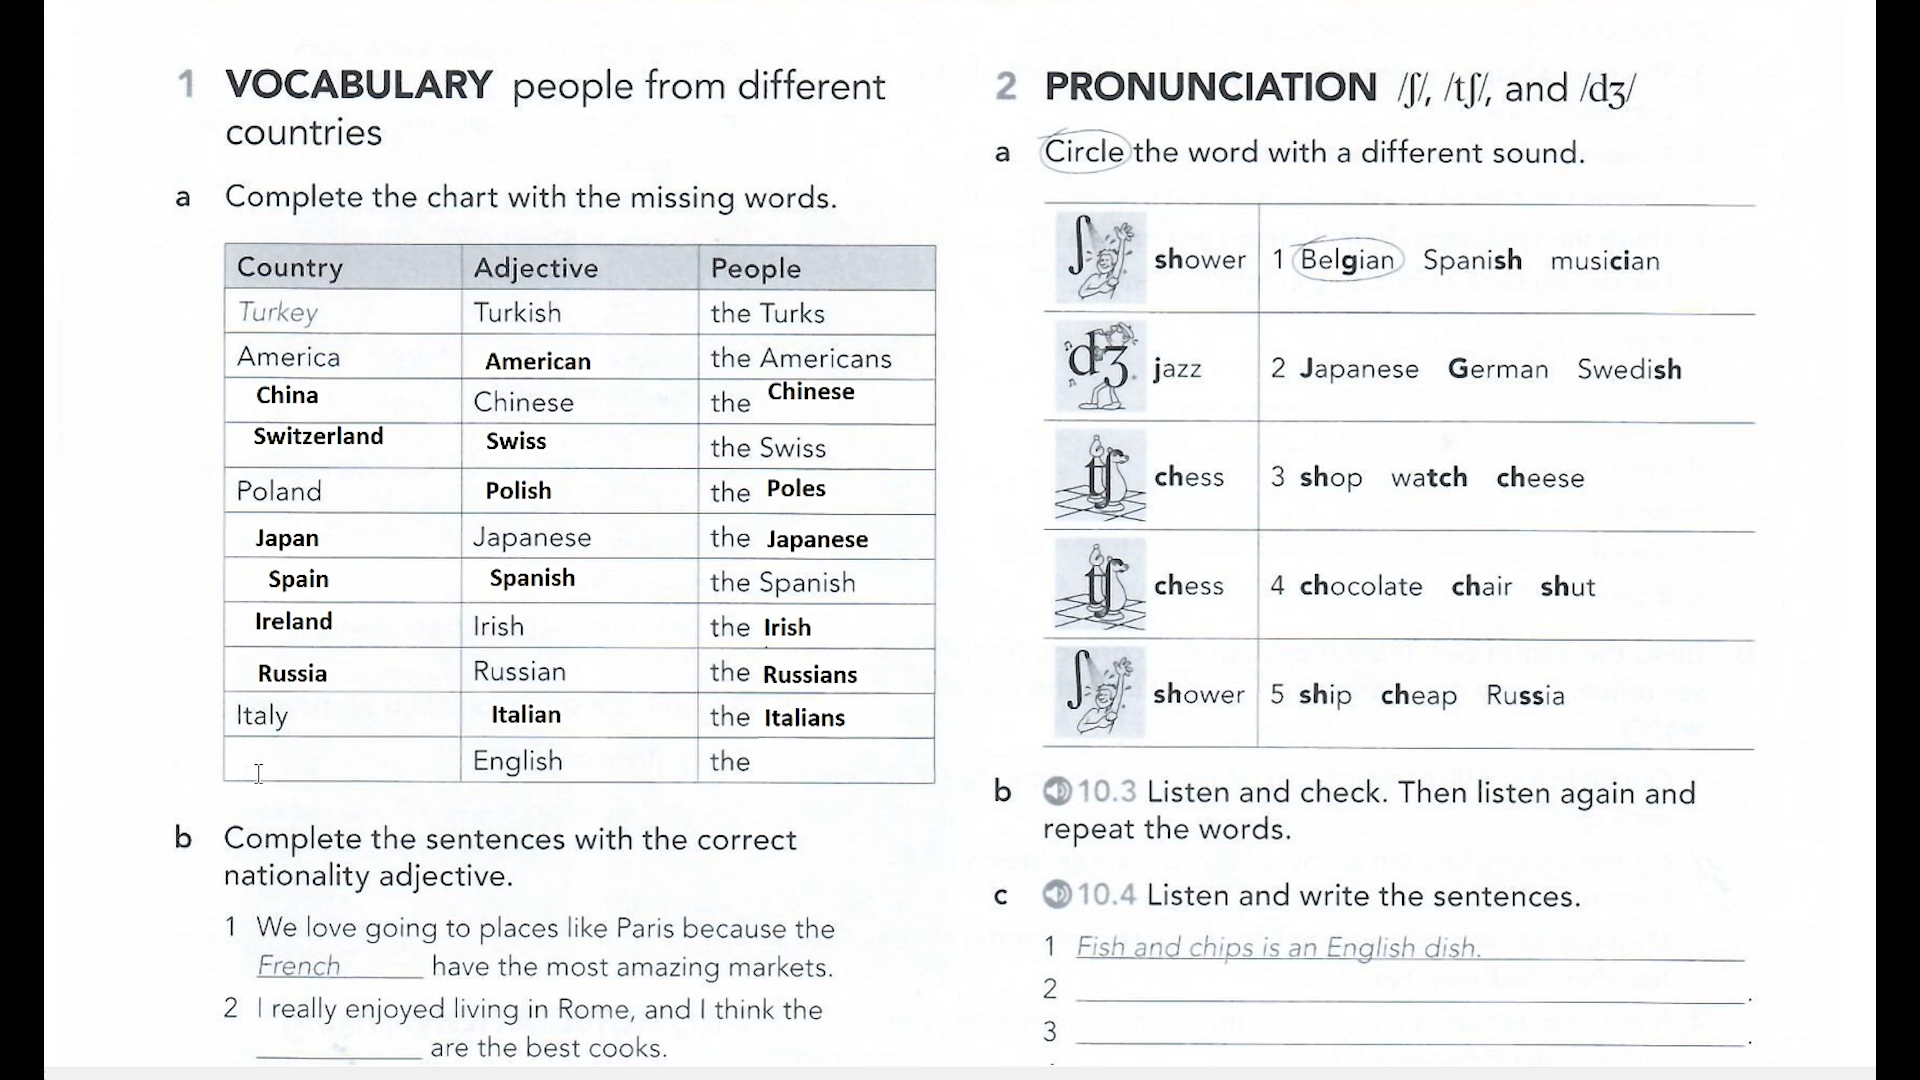 1 VOCABULARY people from different
countries
a Complete the chart with the missing words.
Country Adjective People
Turkey Turkish the Turks
America American the Americans
China Chinese the Chinese
Switzerland Swiss the Swiss
Poland Polish the Poles
Japan Japanese the Japanese
Spain Spanish the Spanish
Ireland Irish the Irish
Russia Russian the Russians
Italy Italian the Italians
English the
b Complete the sentences with the correct
nationality adjective.
1 We love going to places like Paris because the
French have the most amazing markets.
2 I really enjoyed living in Rome, and I think the
____________ are the best cooks.
2 PRONUNCIATION /ʃ/, /tʃ/, and /dʒ/
a Circle the word with a different sound.
ʃ shower 1 Belgian Spanish musician
dʒ jazz 2 Japanese German Swedish
tʃ chess 3 shop watch cheese
tʃ chess 4 chocolate chair shut
ʃ shower 5 ship cheap Russia
b 10.3 Listen and check. Then listen again and
repeat the words.
c 10.4 Listen and write the sentences.
1 Fish and chips is an English dish.
2 ____________.
3 ____________.